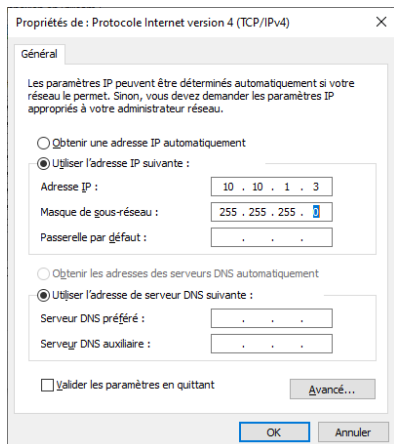 Propriétés de : Protocole Internet version 4 (TCP/IPv4)
Général
Les paramètres IP peuvent être déterminés automatiquement si votre
réseau le permet. Sinon, vous devez demander les paramètres IP
appropriés à votre administrateur réseau.
Obtenir une adresse IP automatiquement
Utiliser l'adresse IP suivante :
Adresse IP : 10 . 10 . 1 . 3
Masque de sous-réseau : 255 . 255 . 255 . 0
Passerelle par défaut : . . .
Obtenir les adresses des serveurs DNS automatiquement
Utiliser l'adresse de serveur DNS suivante :
Serveur DNS préféré : . . .
Serveur DNS auxiliaire : . . .
Valider les paramètres en quittant
Avancé...
OK Annuler